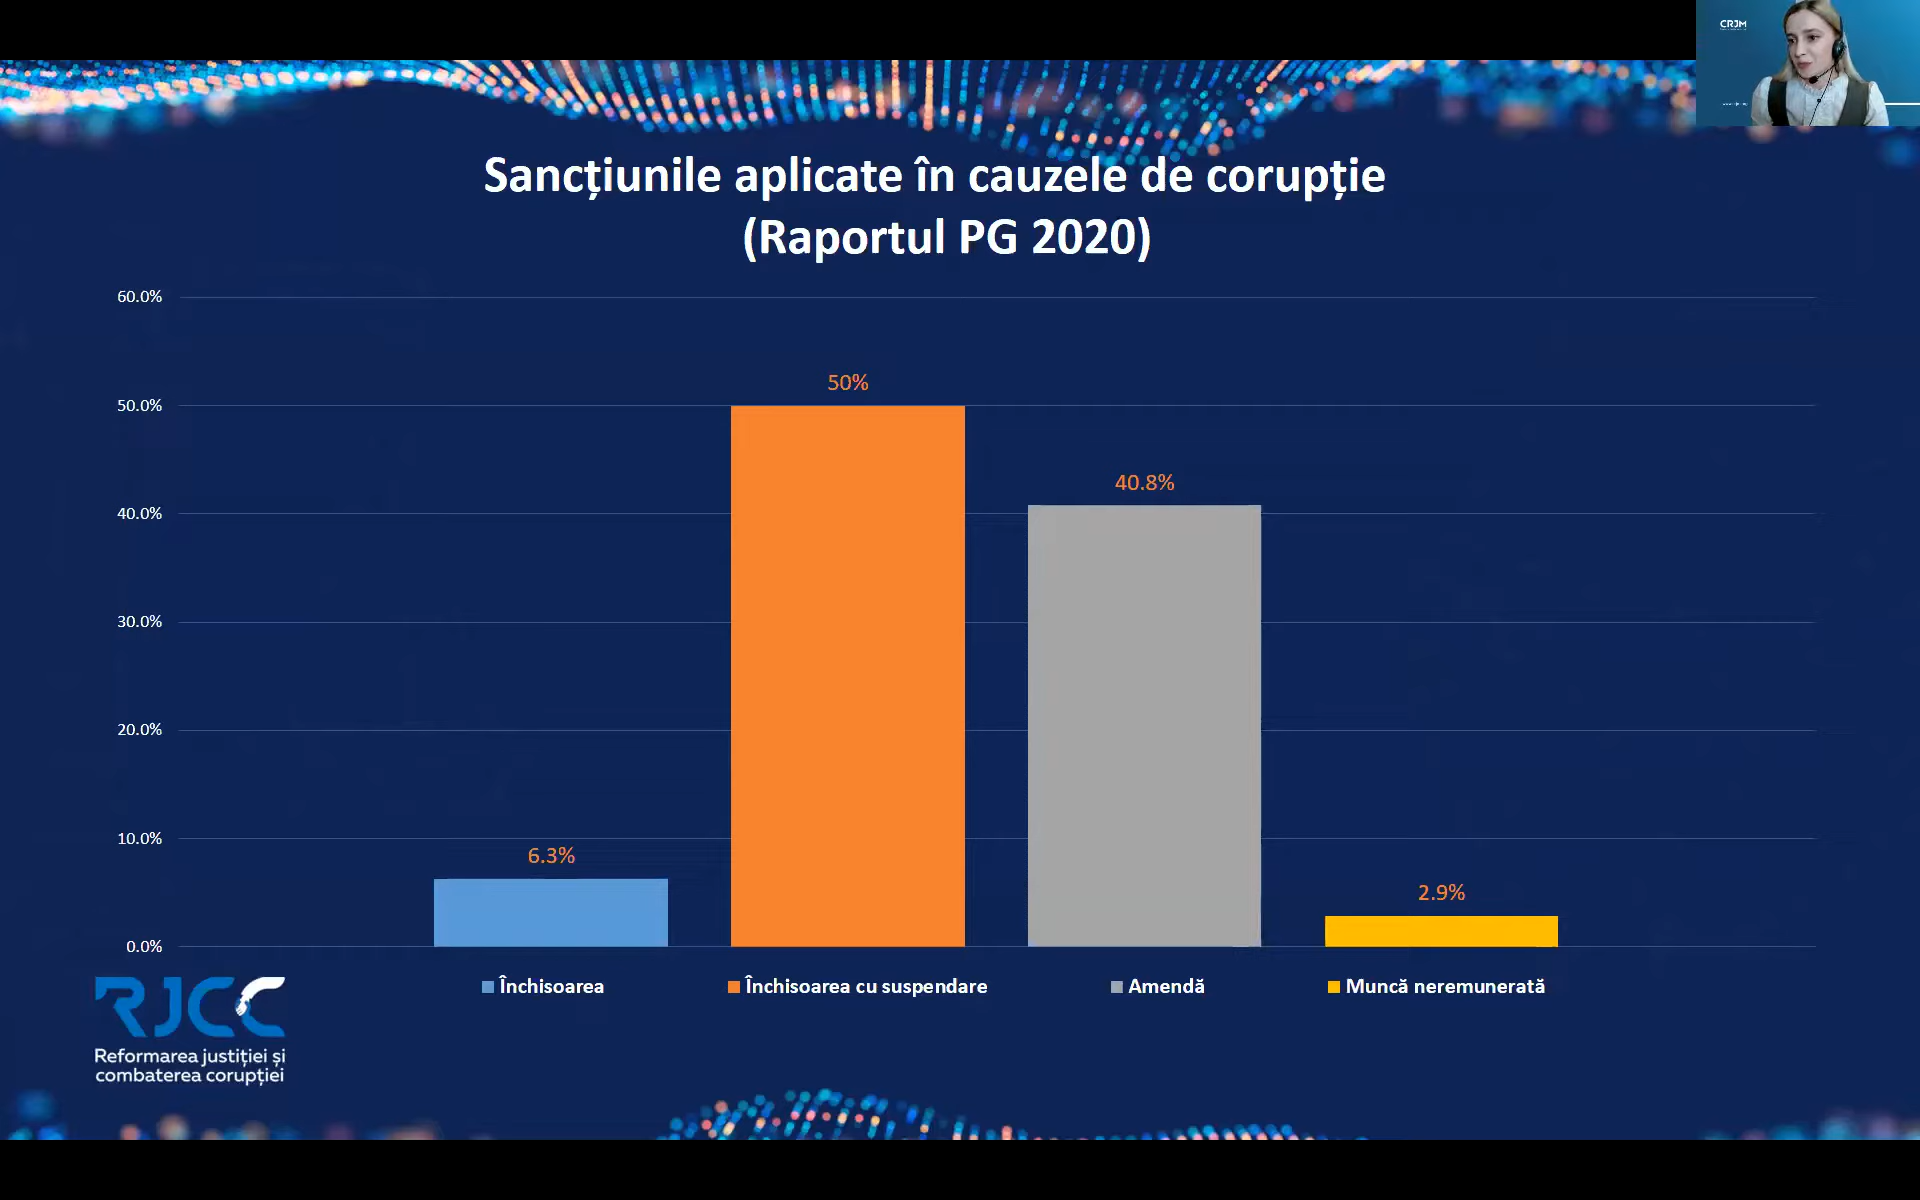 CRJM
Sancțiunile aplicate în cauzele de corupție
(Raportul PG 2020)
60.0%
50.0%
40.0%
30.0%
20.0%
10.0%
0.0%
6.3%
50%
40.8%
2.9%
Închisoarea
Închisoarea cu suspendare
Amendă
Muncă neremunerată
RJCC
Reformarea justiției și
combaterea corupției